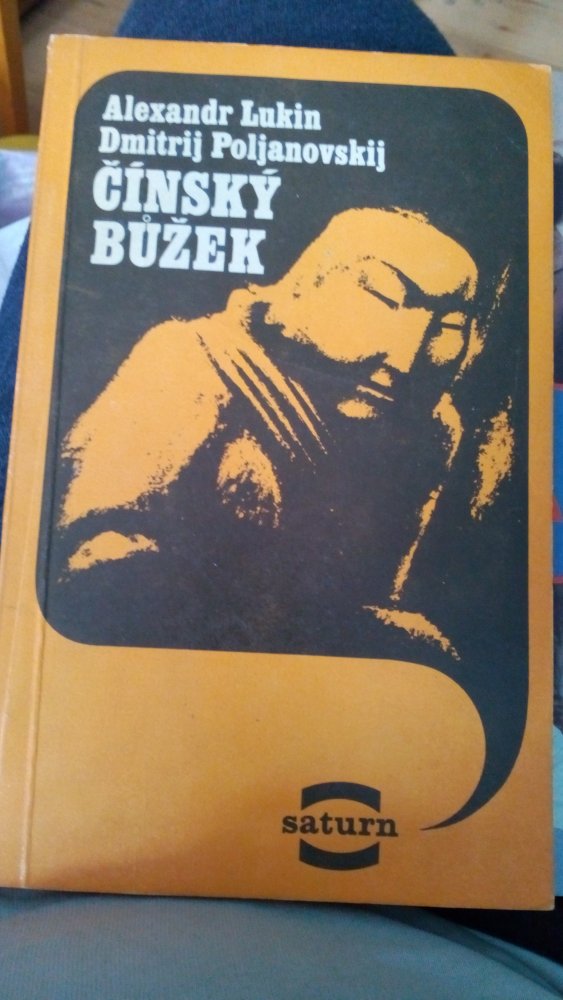 Alexandr Lukin
Dmitrij Poljanovskij
ČÍNSKÝ
BŮŽEK
saturn